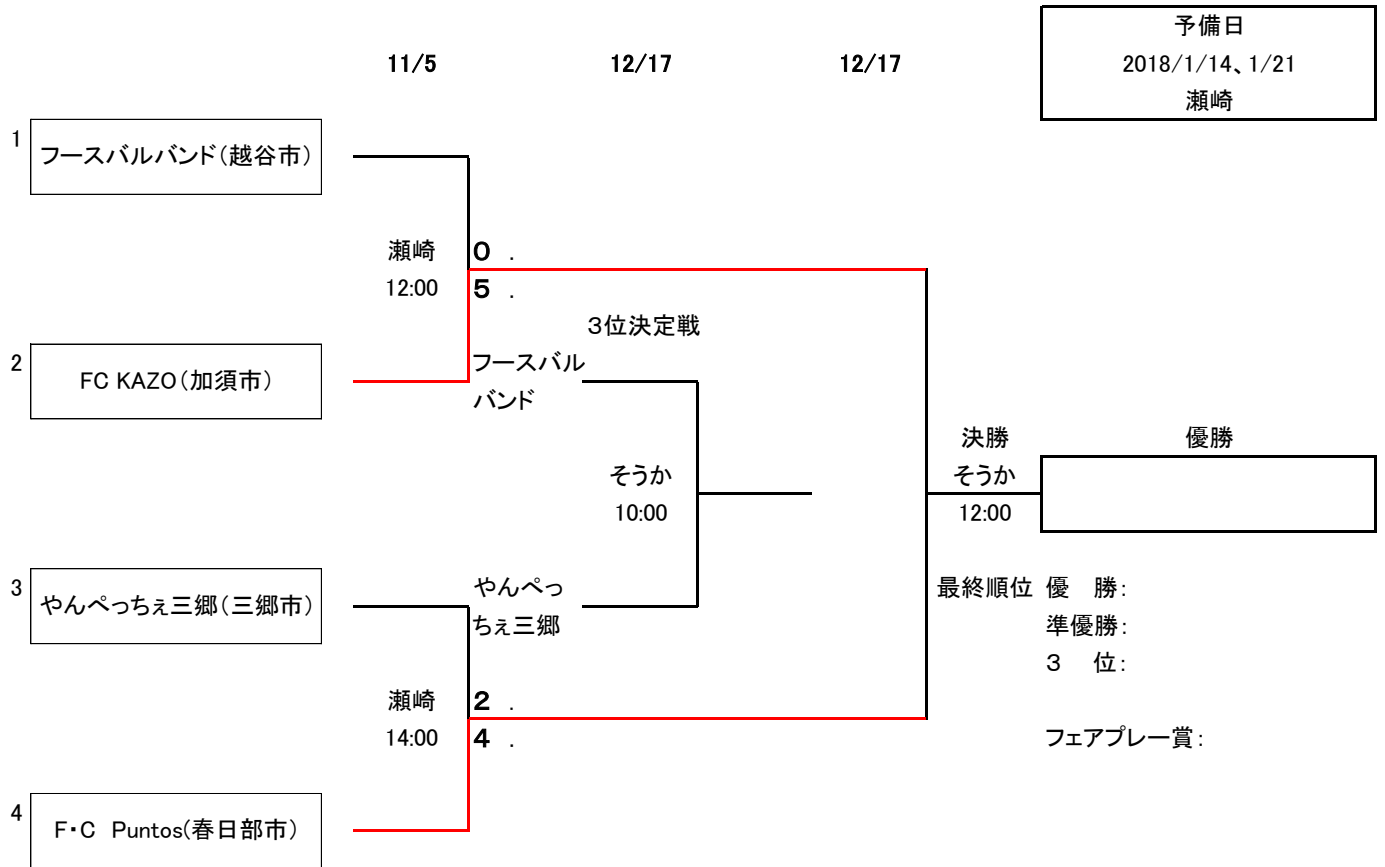 予備日
11/5 12/17 12/17 2018/1/14、1/21
瀬崎
1
フースバルバンド(越谷市)
瀬崎 0 .
12:00 5 .
3位決定戦
2 フースバル
FC KAZO(加須市)
バンド
決勝 優勝
そうか そうか
10:00 12:00
3 やんぺっ 最終順位 優 勝:
やんぺっちぇ三郷(三郷市)
ちぇ三郷 準優勝:
3 位:
瀬崎 2 .
14:00 4 . フェアプレー賞:
4
F・C Puntos(春日部市)